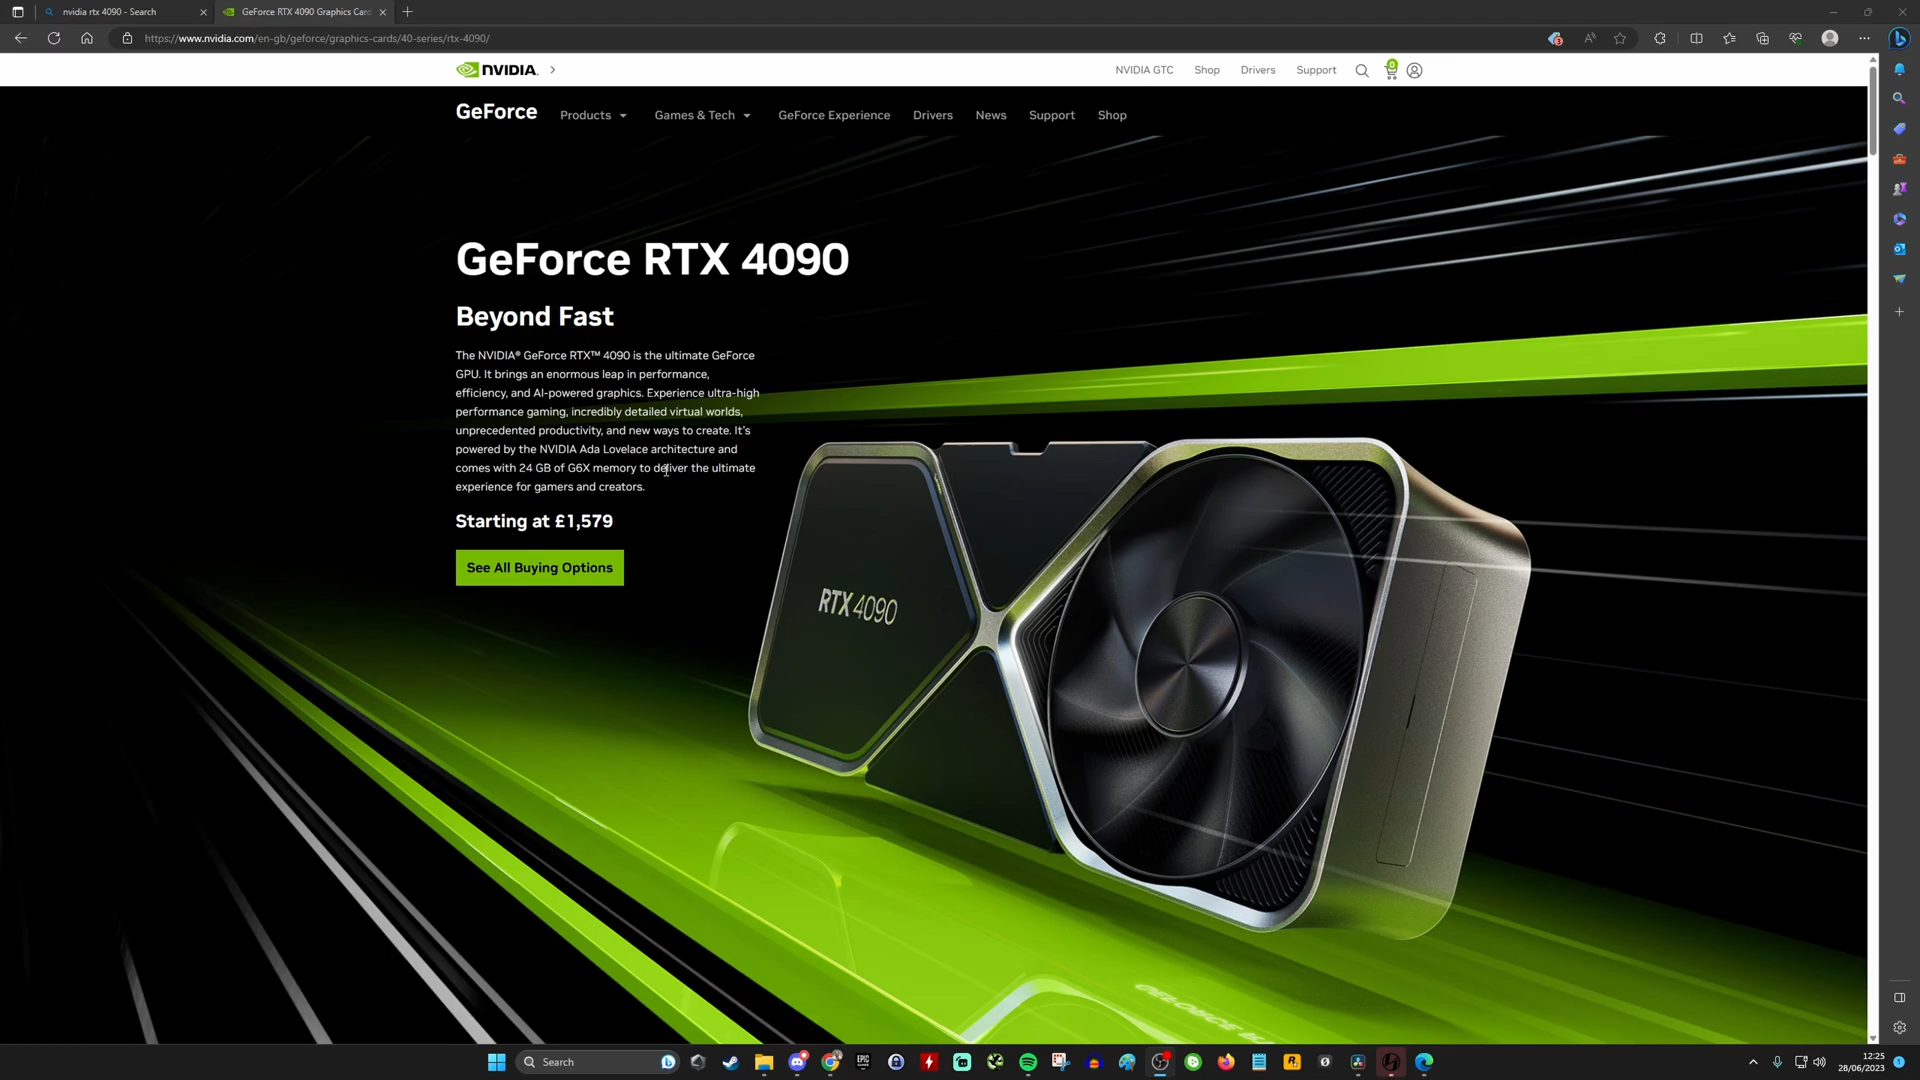 nvidia rtx 4090 - Search
GeForce RTX 4090 Graphics Card
https://www.nvidia.com/en-gb/geforce/graphics-cards/40-series/rtx-4090/
3
NVIDIA.
NVIDIA GTC
Shop
Drivers
Support
0
GeForce
Products
Games & Tech
GeForce Experience
Drivers
News
Support
Shop
GeForce RTX 4090
Beyond Fast
The NVIDIA® GeForce RTX™ 4090 is the ultimate GeForce
GPU. It brings an enormous leap in performance,
efficiency, and AI-powered graphics. Experience ultra-high
performance gaming, incredibly detailed virtual worlds,
unprecedented productivity, and new ways to create. It's
powered by the NVIDIA Ada Lovelace architecture and
comes with 24 GB of G6X memory to deliver the ultimate
experience for gamers and creators.
Starting at £1,579
See All Buying Options
RTX 4090
Search
12:25
28/06/2023
1